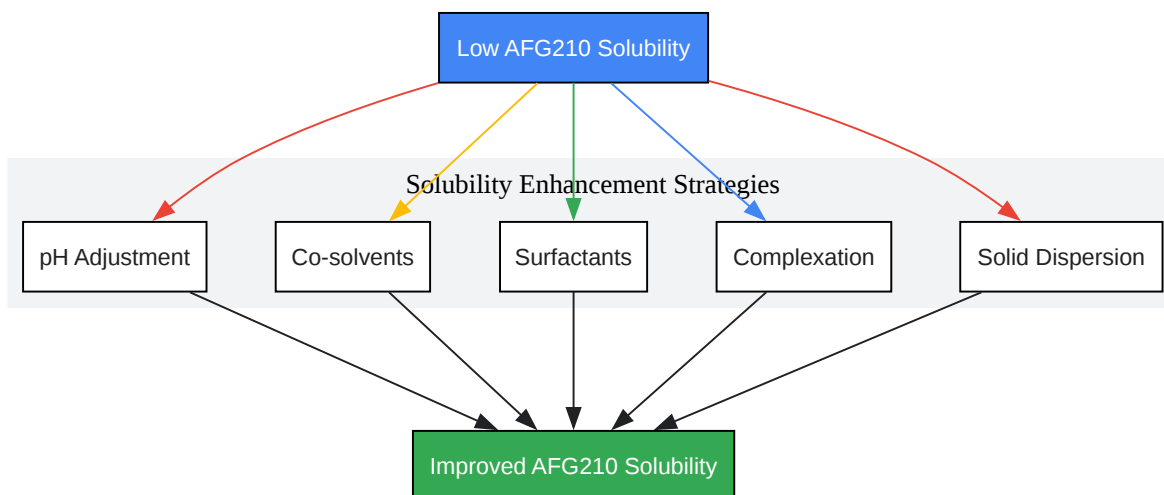 Low AFG210 Solubility
Solubility Enhancement Strategies
pH Adjustment
Co-solvents
Surfactants
Complexation
Solid Dispersion
Improved AFG210 Solubility